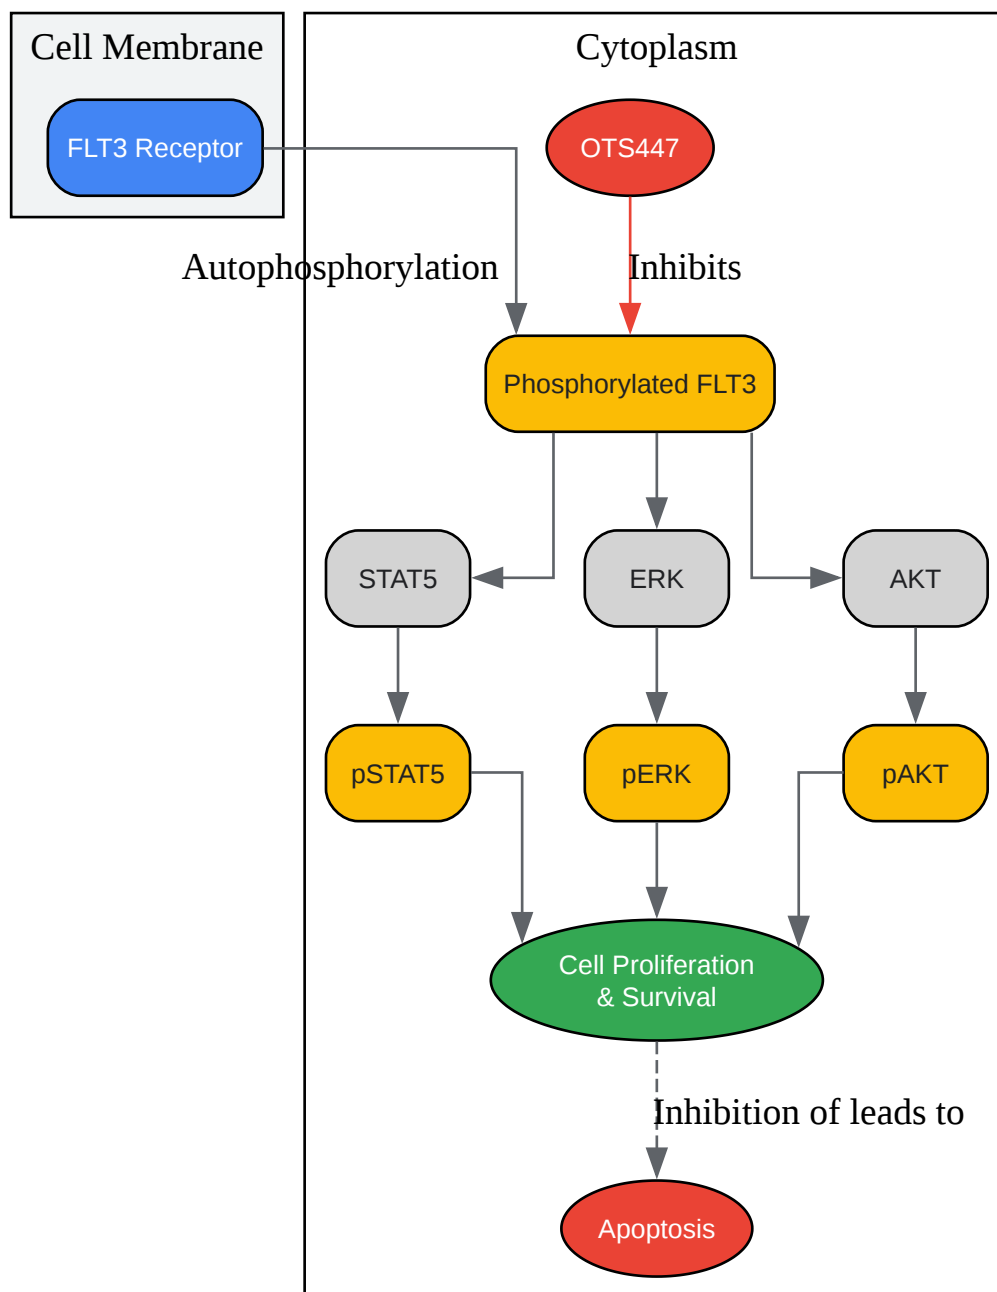 Cell Membrane
Cytoplasm
FLT3 Receptor
OTS447
Autophosphorylation
Inhibits
Phosphorylated FLT3
STAT5
ERK
AKT
pSTAT5
pERK
pAKT
Cell Proliferation
& Survival
Inhibition of leads to
Apoptosis